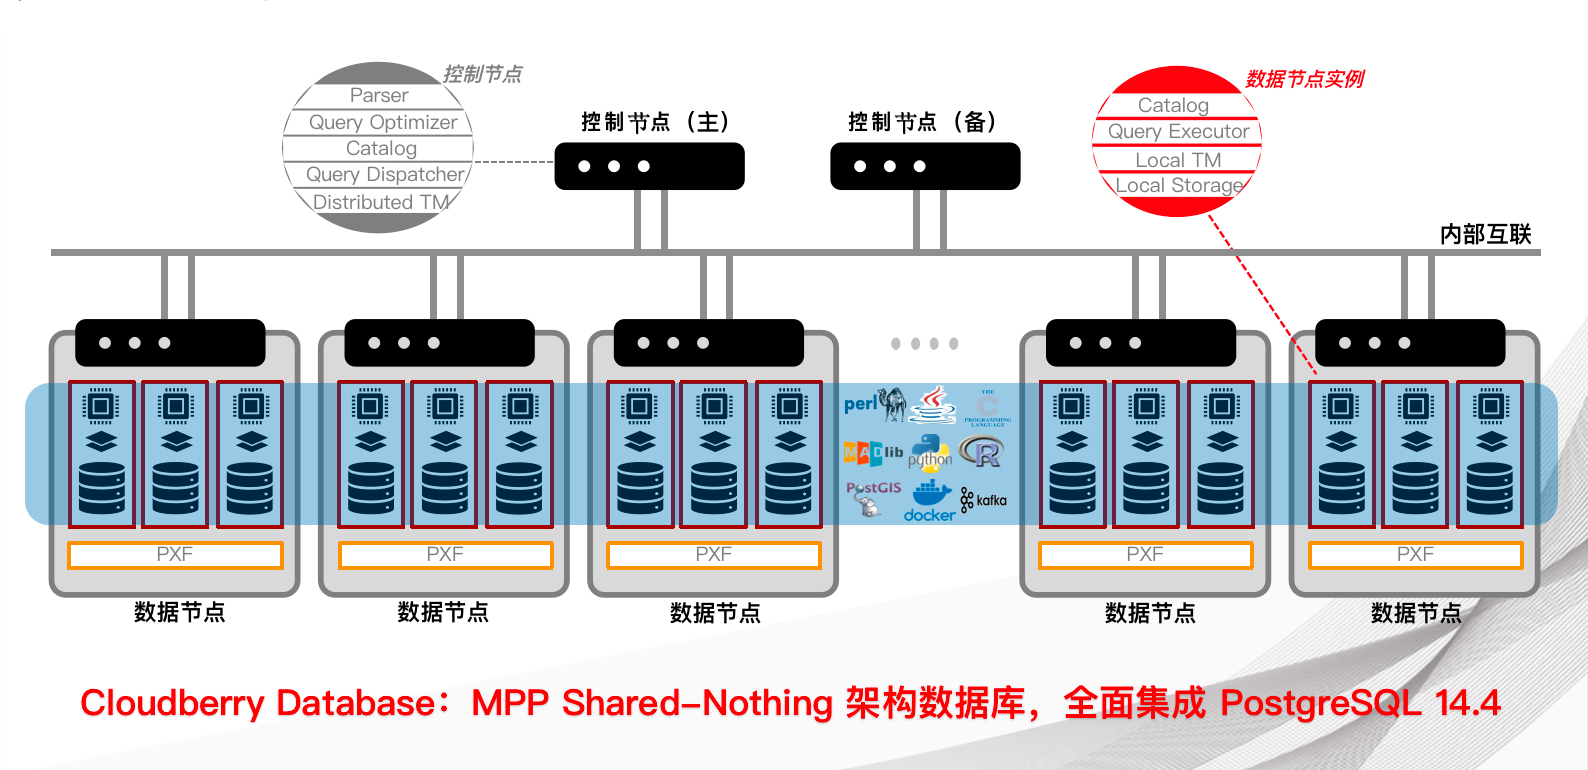 控制节点
Parser
Query Optimizer
Catalog
Query Dispatcher
Distributed TM
控制节点（主）
控制节点（备）
数据节点实例
Catalog
Query Executor
Local TM
Local Storage
内部互联
perl
Java
THE
C
PROGRAMMING
LANGUAGE
MADlib
python
R
PostGIS
docker
kafka
PXF
PXF
PXF
PXF
PXF
数据节点
数据节点
数据节点
数据节点
数据节点
Cloudberry Database：MPP Shared-Nothing 架构数据库，全面集成 PostgreSQL 14.4